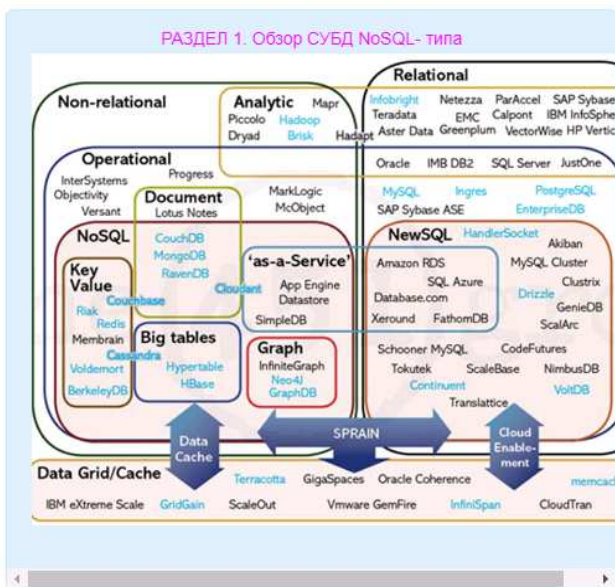 РАЗДЕЛ 1. Обзор СУБД NoSQL- типа
Relational
Non-relational
Analytic
Mapr
Piccolo Hadoop
Dryad Brisk Hadapt
Infobright Netezza ParAccel SAP Sybase
Teradata EMC Calpont IBM InfoSphe
Aster Data Greenplum VectorWise HP Vertic
Operational
Oracle IMB DB2 SQL Server JustOne
InterSystems Progress
Objectivity
Versant
Document
Lotus Notes
MarkLogic
McObject
MySQL Ingres PostgreSQL
SAP Sybase ASE EnterpriseDB
NoSQL
CouchDB
MongoDB
RavenDB
'as-a-Service'
NewSQL
HandlerSocket
Akiban
Key
Value
Couchbase
Cloudant
App Engine
Datastore
SimpleDB
Amazon RDS
SQL Azure
Database.com
Xeround FathomDB
MySQL Cluster
Clustrix
Drizzle
GenieDB
ScalArc
Riak
Redis
Membrain
Cassandra
Voldemort
BerkeleyDB
Big tables
Hypertable
HBase
Graph
InfiniteGraph
Neo4J
GraphDB
Schooner MySQL CodeFutures
Tokutek ScaleBase NimbusDB
Continuent VoltDB
Translattice
Data
Cache
SPRAIN
Cloud
Enable-
ment
Data Grid/Cache
Terracotta GigaSpaces Oracle Coherence memcac
IBM eXtreme Scale GridGain ScaleOut Vmware GemFire InfiniSpan CloudTran